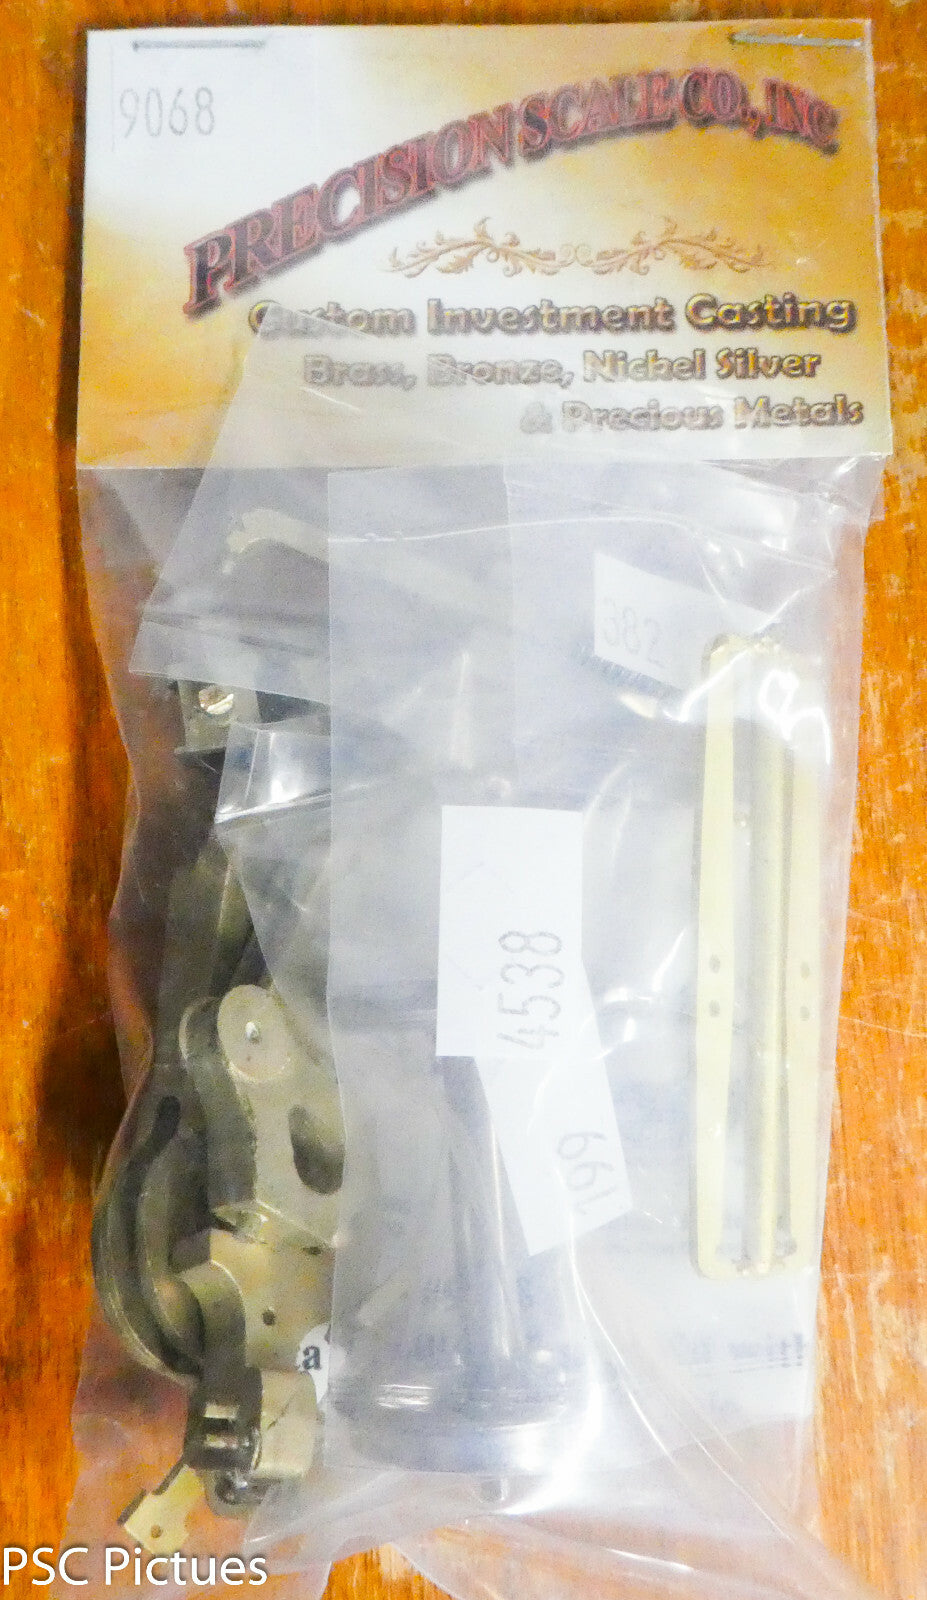 9068
PRECISION SCALE CO., INC
Custom Investment Casting
Brass, Bronze, Nickel Silver
& Precious Metals
382
4538
199
a
with
PSC Pictues